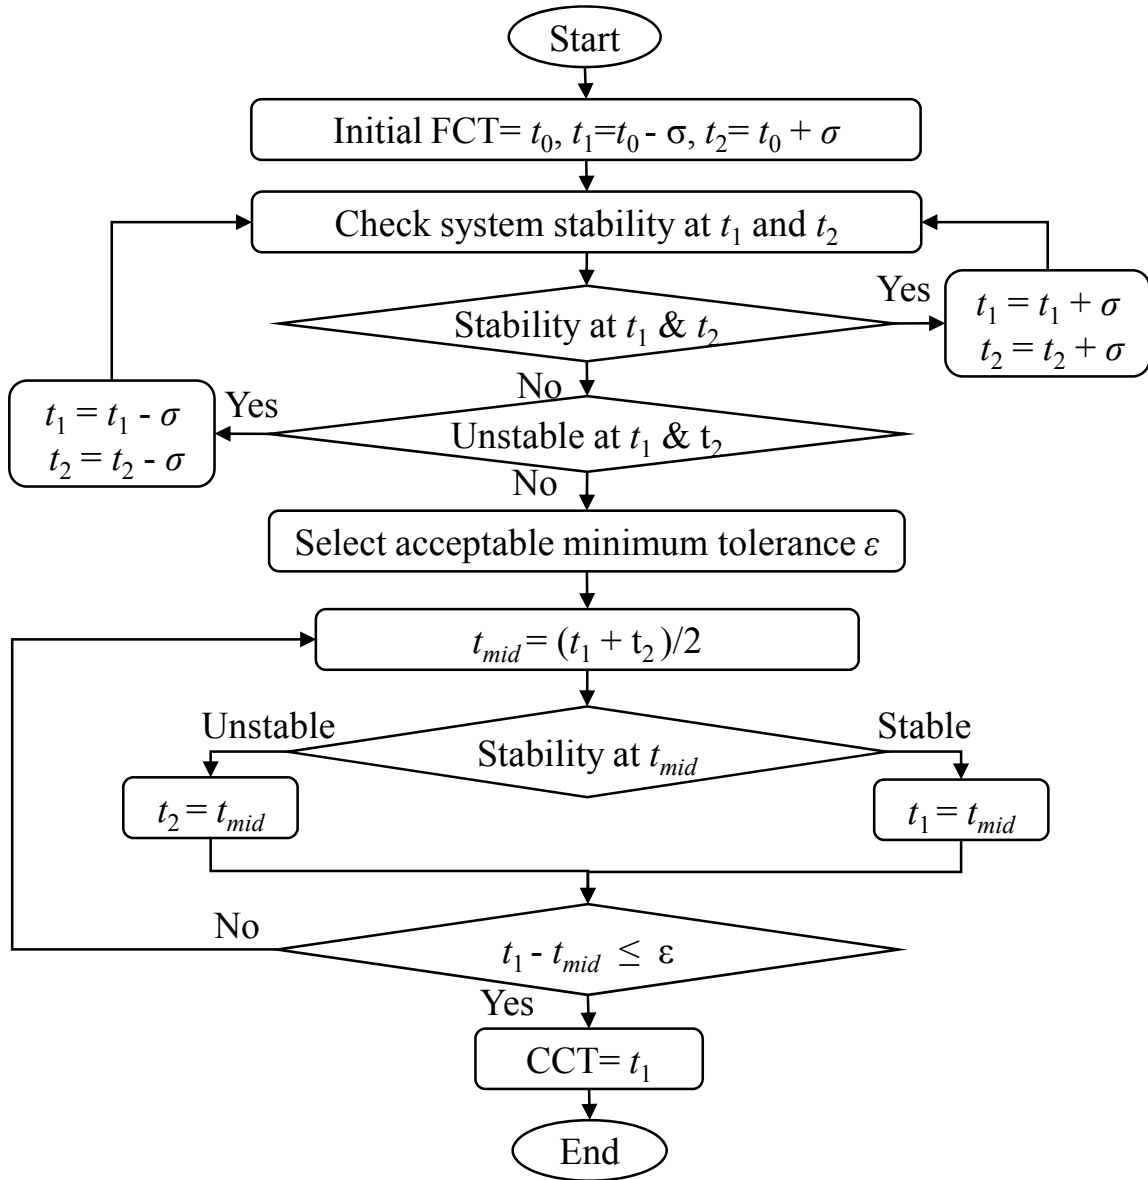 Start
Initial FCT= t0, t1=t0 - σ, t2= t0 + σ
Check system stability at t1 and t2
Yes
Stability at t1 & t2
t1 = t1 + σ
t2 = t2 + σ
No
Yes
Unstable at t1 & t2
t1 = t1 - σ
t2 = t2 - σ
No
Select acceptable minimum tolerance ε
tmid = (t1 + t2)/2
Unstable
Stable
Stability at tmid
t2 = tmid
t1 = tmid
No
t1 - tmid ≤ ε
Yes
CCT= t1
End